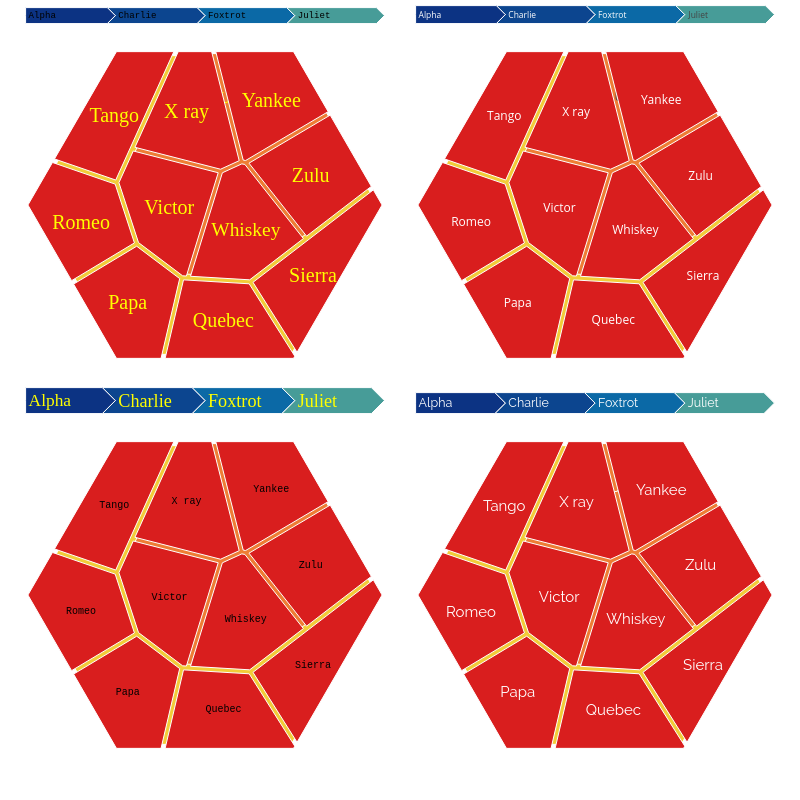 Alpha Charlie Foxtrot Juliet
Yankee
X ray
Tango
Zulu
Victor
Romeo
Whiskey
Sierra
Papa
Quebec
Alpha Charlie Foxtrot Juliet
Yankee
X ray
Tango
Zulu
Victor
Romeo
Whiskey
Sierra
Papa
Quebec
Alpha Charlie Foxtrot Juliet
Yankee
X ray
Tango
Zulu
Victor
Romeo
Whiskey
Sierra
Papa
Quebec
Alpha Charlie Foxtrot Juliet
Yankee
X ray
Tango
Zulu
Victor
Romeo
Whiskey
Sierra
Papa
Quebec